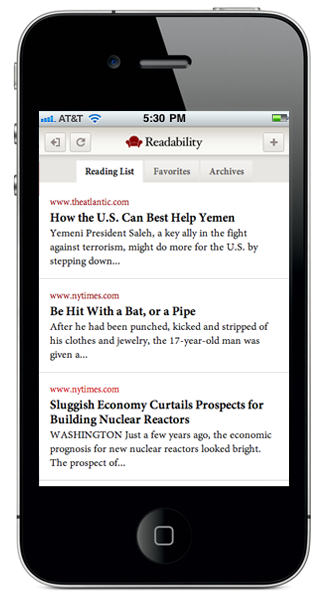 AT&T 5:30 PM
Readability
Reading List Favorites Archives
www.theatlantic.com
How the U.S. Can Best Help Yemen
Yemeni President Saleh, a key ally in the fight
against terrorism, might do more for the U.S. by
stepping down...
www.nytimes.com
Be Hit With a Bat, or a Pipe
After he had been punched, kicked and stripped of
his clothes and jewelry, the 17-year-old man was
given a...
www.nytimes.com
Sluggish Economy Curtails Prospects for
Building Nuclear Reactors
WASHINGTON Just a few years ago, the economic
prognosis for new nuclear reactors looked bright.
The prospect of...